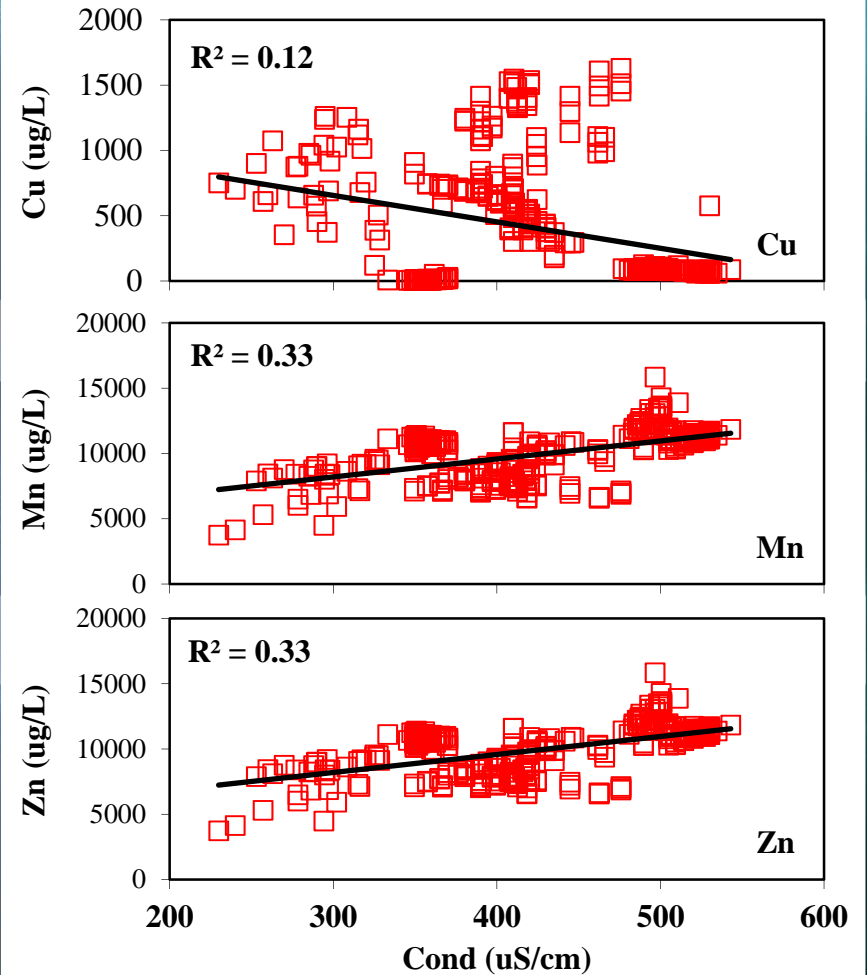 2000
1500
1000
500
0
Cu (ug/L)
R² = 0.12
Cu
20000
15000
10000
5000
0
Mn (ug/L)
R² = 0.33
Mn
20000
15000
10000
5000
0
Zn (ug/L)
R² = 0.33
Zn
200 300 400 500 600
Cond (uS/cm)